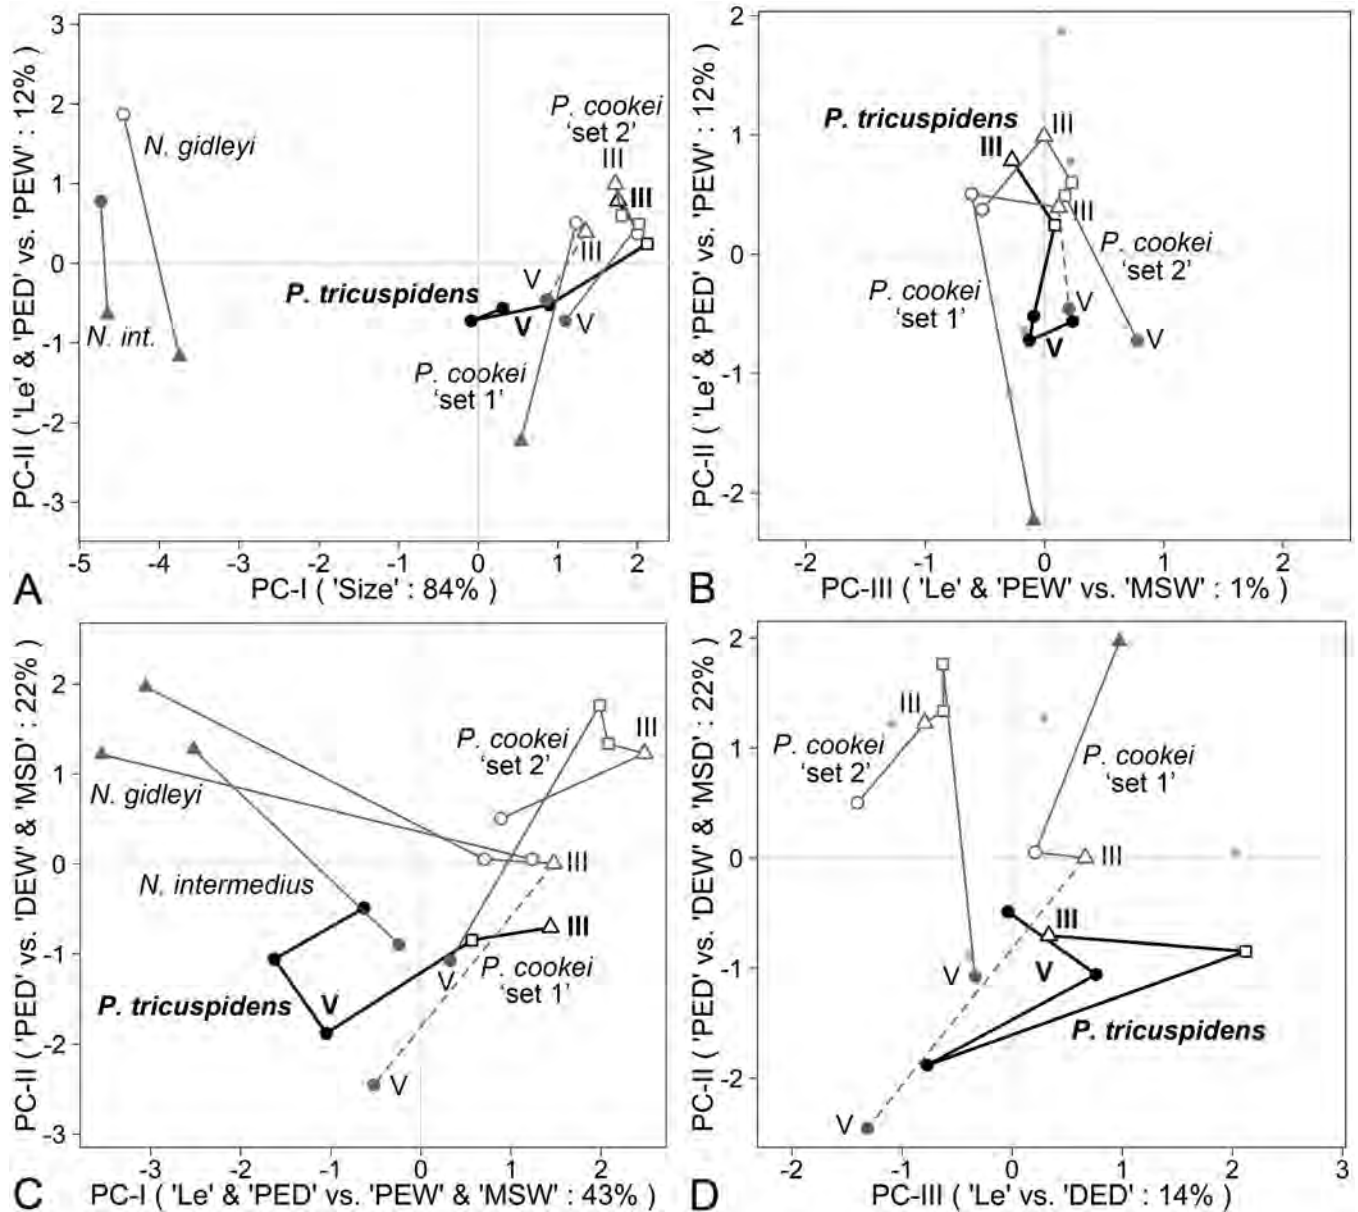 3
2
1
0
-1
-2
-3
PC-II ( 'Le' & 'PED' vs. 'PEW' : 12% )
N. gidleyi
N. int.
P. cookei
'set 2'
III
III
III
P. tricuspidens
V
V
V
P. cookei
'set 1'
-5
-4
-3
-2
-1
0
1
2
PC-I ( 'Size' : 84% )
A
2
1
0
-1
-2
PC-II ( 'Le' & 'PED' vs. 'PEW' : 12% )
P. tricuspidens
III
III
III
P. cookei
'set 2'
P. cookei
'set 1'
V
V
V
-2
-1
0
1
2
PC-III ( 'Le' & 'PEW' vs. 'MSW' : 1% )
B
2
1
0
-1
-2
-3
PC-II ( 'PED' vs. 'DEW' & 'MSD' : 22% )
P. cookei
'set 2'
III
N. gidleyi
III
N. intermedius
III
V
P. cookei
'set 1'
P. tricuspidens
V
V
-3
-2
-1
0
1
2
PC-I ( 'Le' & 'PED' vs. 'PEW' & 'MSW' : 43% )
C
2
1
0
-1
-2
PC-II ( 'PED' vs. 'DEW' & 'MSD' : 22% )
III
P. cookei
'set 2'
P. cookei
'set 1'
III
III
V
V
P. tricuspidens
V
-2
-1
0
1
2
3
PC-III ( 'Le' vs. 'DED' : 14% )
D